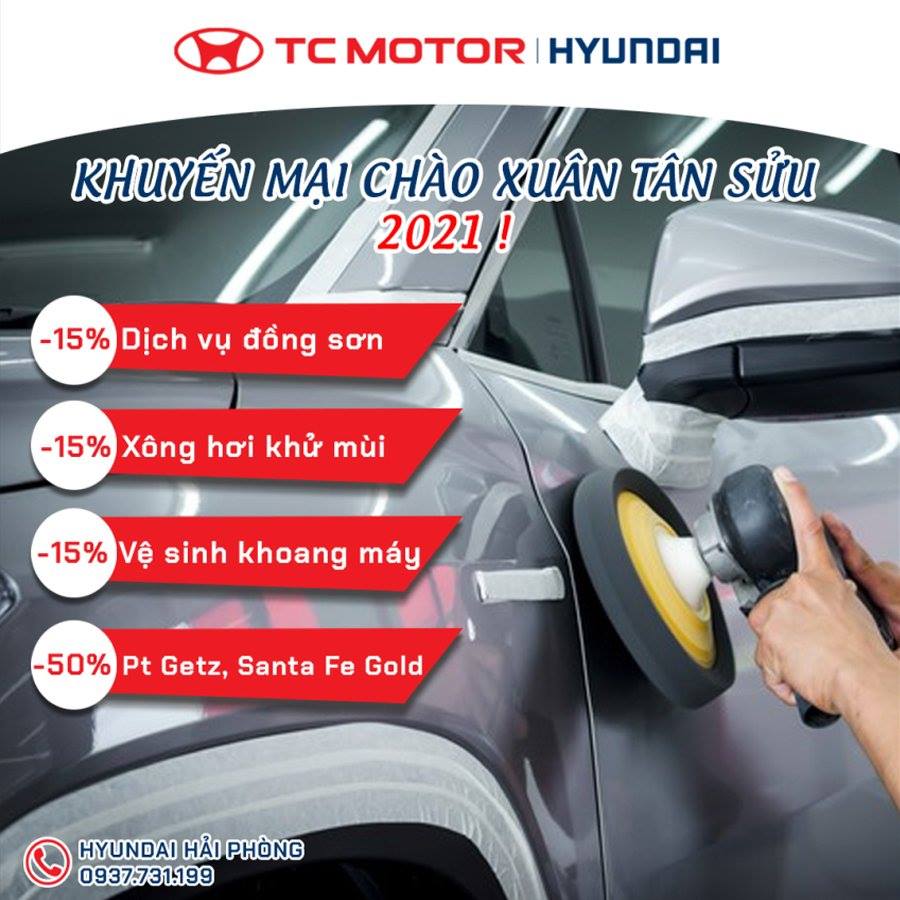 TC MOTOR | HYUNDAI
KHUYẾN MẠI CHÀO XUÂN TÂN SỬU
2021 !
-15% Dịch vụ đồng sơn
-15% Xông hơi khử mùi
-15% Vệ sinh khoang máy
-50% Pt Getz, Santa Fe Gold
HYUNDAI HẢI PHÒNG
0937.731.199